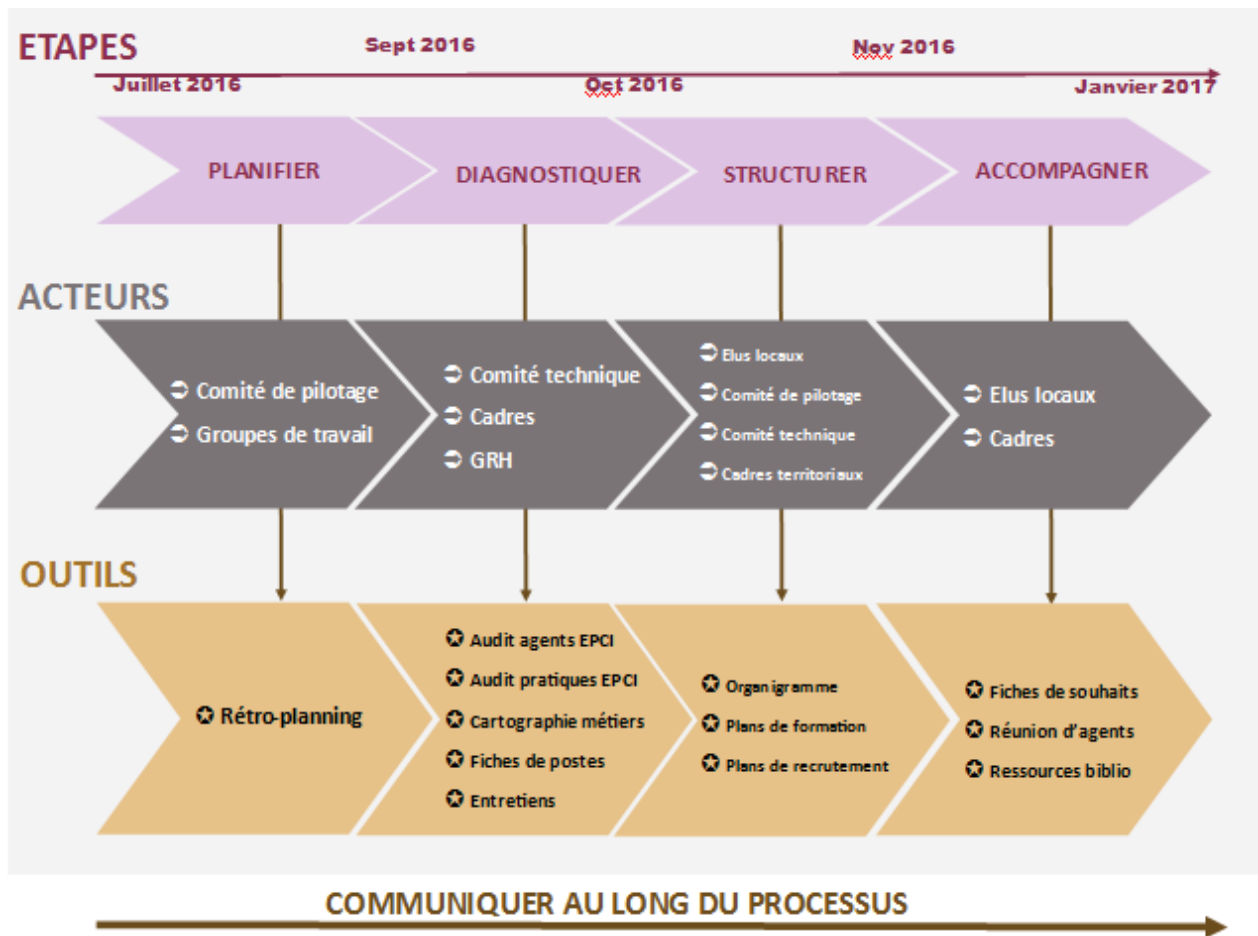 ETAPES
Sept 2016
Nov 2016
Juillet 2016
Oct 2016
Janvier 2017
PLANIFIER
DIAGNOSTIQUER
STRUCTURER
ACCOMPAGNER
ACTEURS
Comité de pilotage
Groupes de travail
Comité technique
Cadres
GRH
Elus locaux
Comité de pilotage
Comité technique
Cadres territoriaux
Elus locaux
Cadres
OUTILS
Rétro-planning
Audit agents EPCI
Audit pratiques EPCI
Cartographie métiers
Fiches de postes
Entretiens
Organigramme
Plans de formation
Plans de recrutement
Fiches de souhaits
Réunion d'agents
Ressources biblio
COMMUNIQUER AU LONG DU PROCESSUS